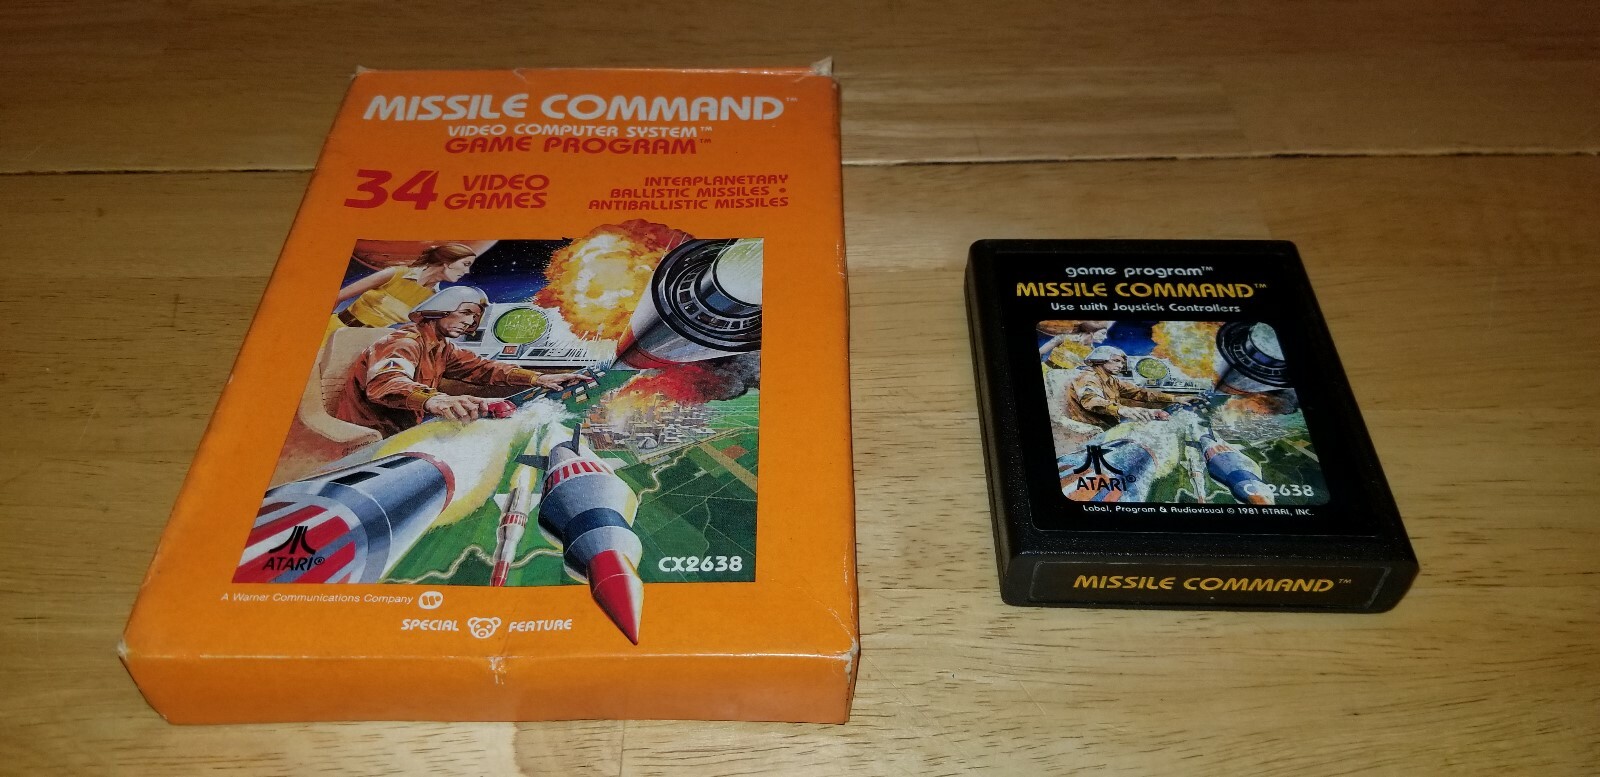 MISSILE COMMAND™
VIDEO COMPUTER SYSTEM™
GAME PROGRAM™
34 VIDEO GAMES
INTERPLANETARY
BALLISTIC MISSILES •
ANTIBALLISTIC MISSILES
ATARI®
CX2638
A Warner Communications Company
SPECIAL FEATURE
game program™
MISSILE COMMAND™
Use with Joystick Controllers
ATARI®
CX2638
Label, Program & Audiovisual © 1981 ATARI, INC.
MISSILE COMMAND™